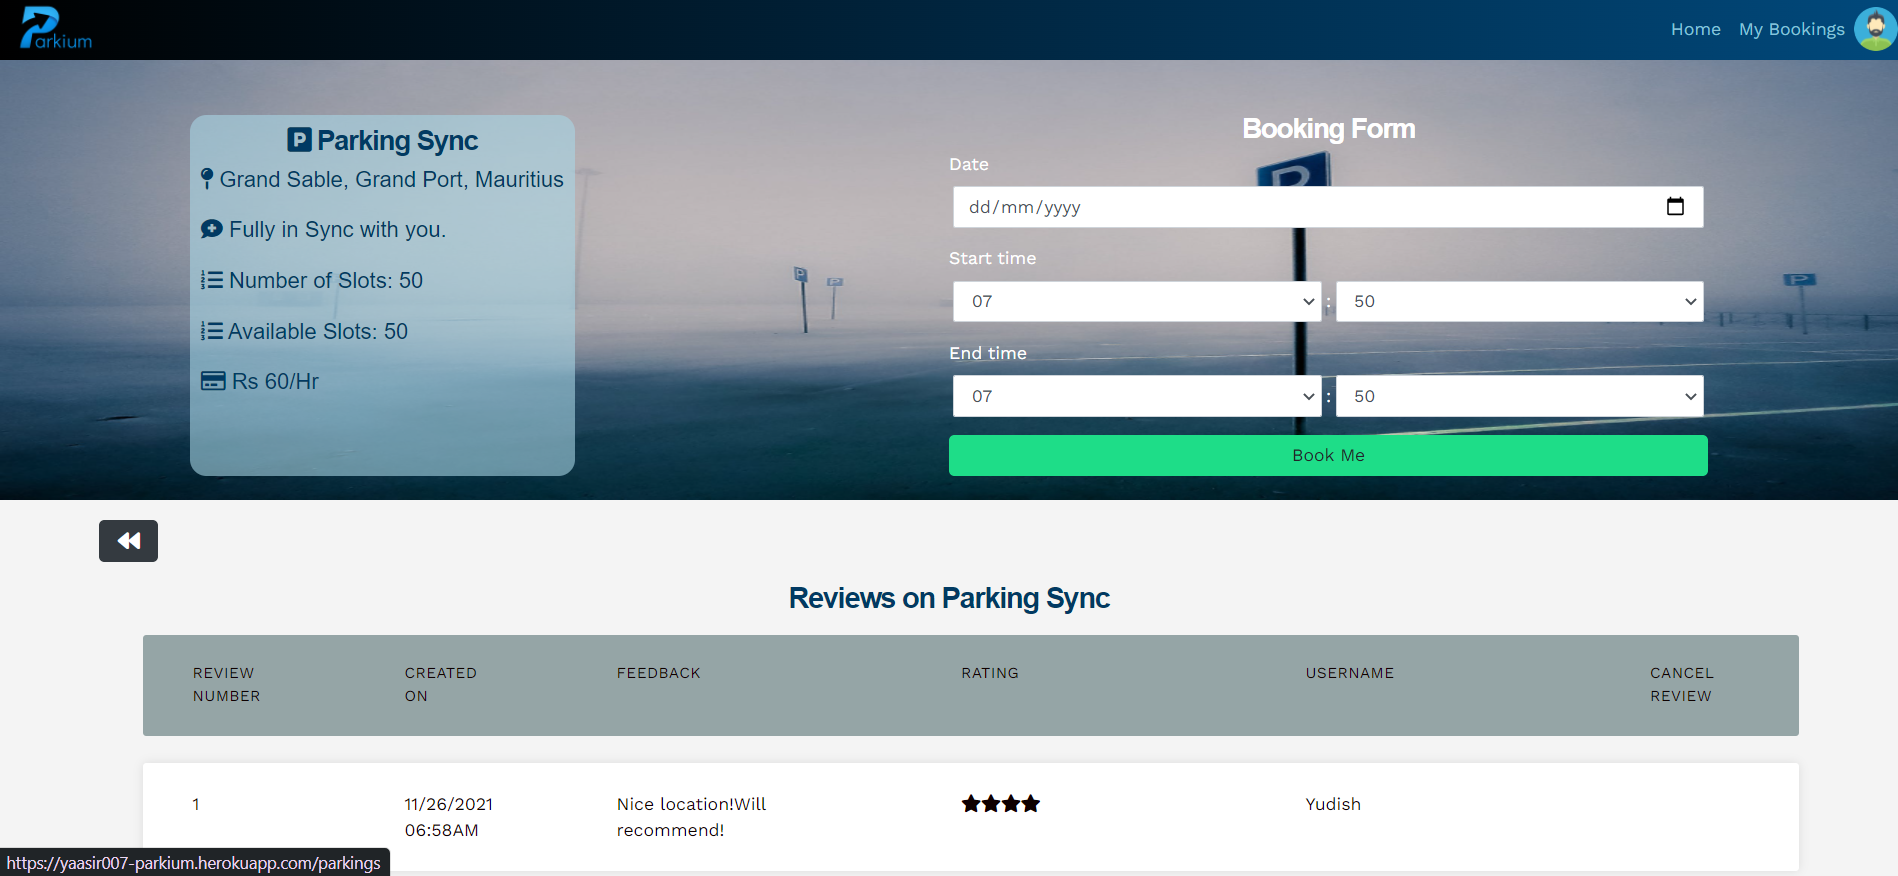 Parkium
Home
My Bookings
Parking Sync
Grand Sable, Grand Port, Mauritius
Fully in Sync with you.
Number of Slots: 50
Available Slots: 50
Rs 60/Hr
Booking Form
Date
dd/mm/yyyy
Start time
07 : 50
End time
07 : 50
Book Me
Reviews on Parking Sync
REVIEW NUMBER
CREATED ON
FEEDBACK
RATING
USERNAME
CANCEL REVIEW
1
11/26/2021
06:58AM
Nice location!Will
recommend!
Yudish
https://yaasir007-parkium.herokuapp.com/parkings